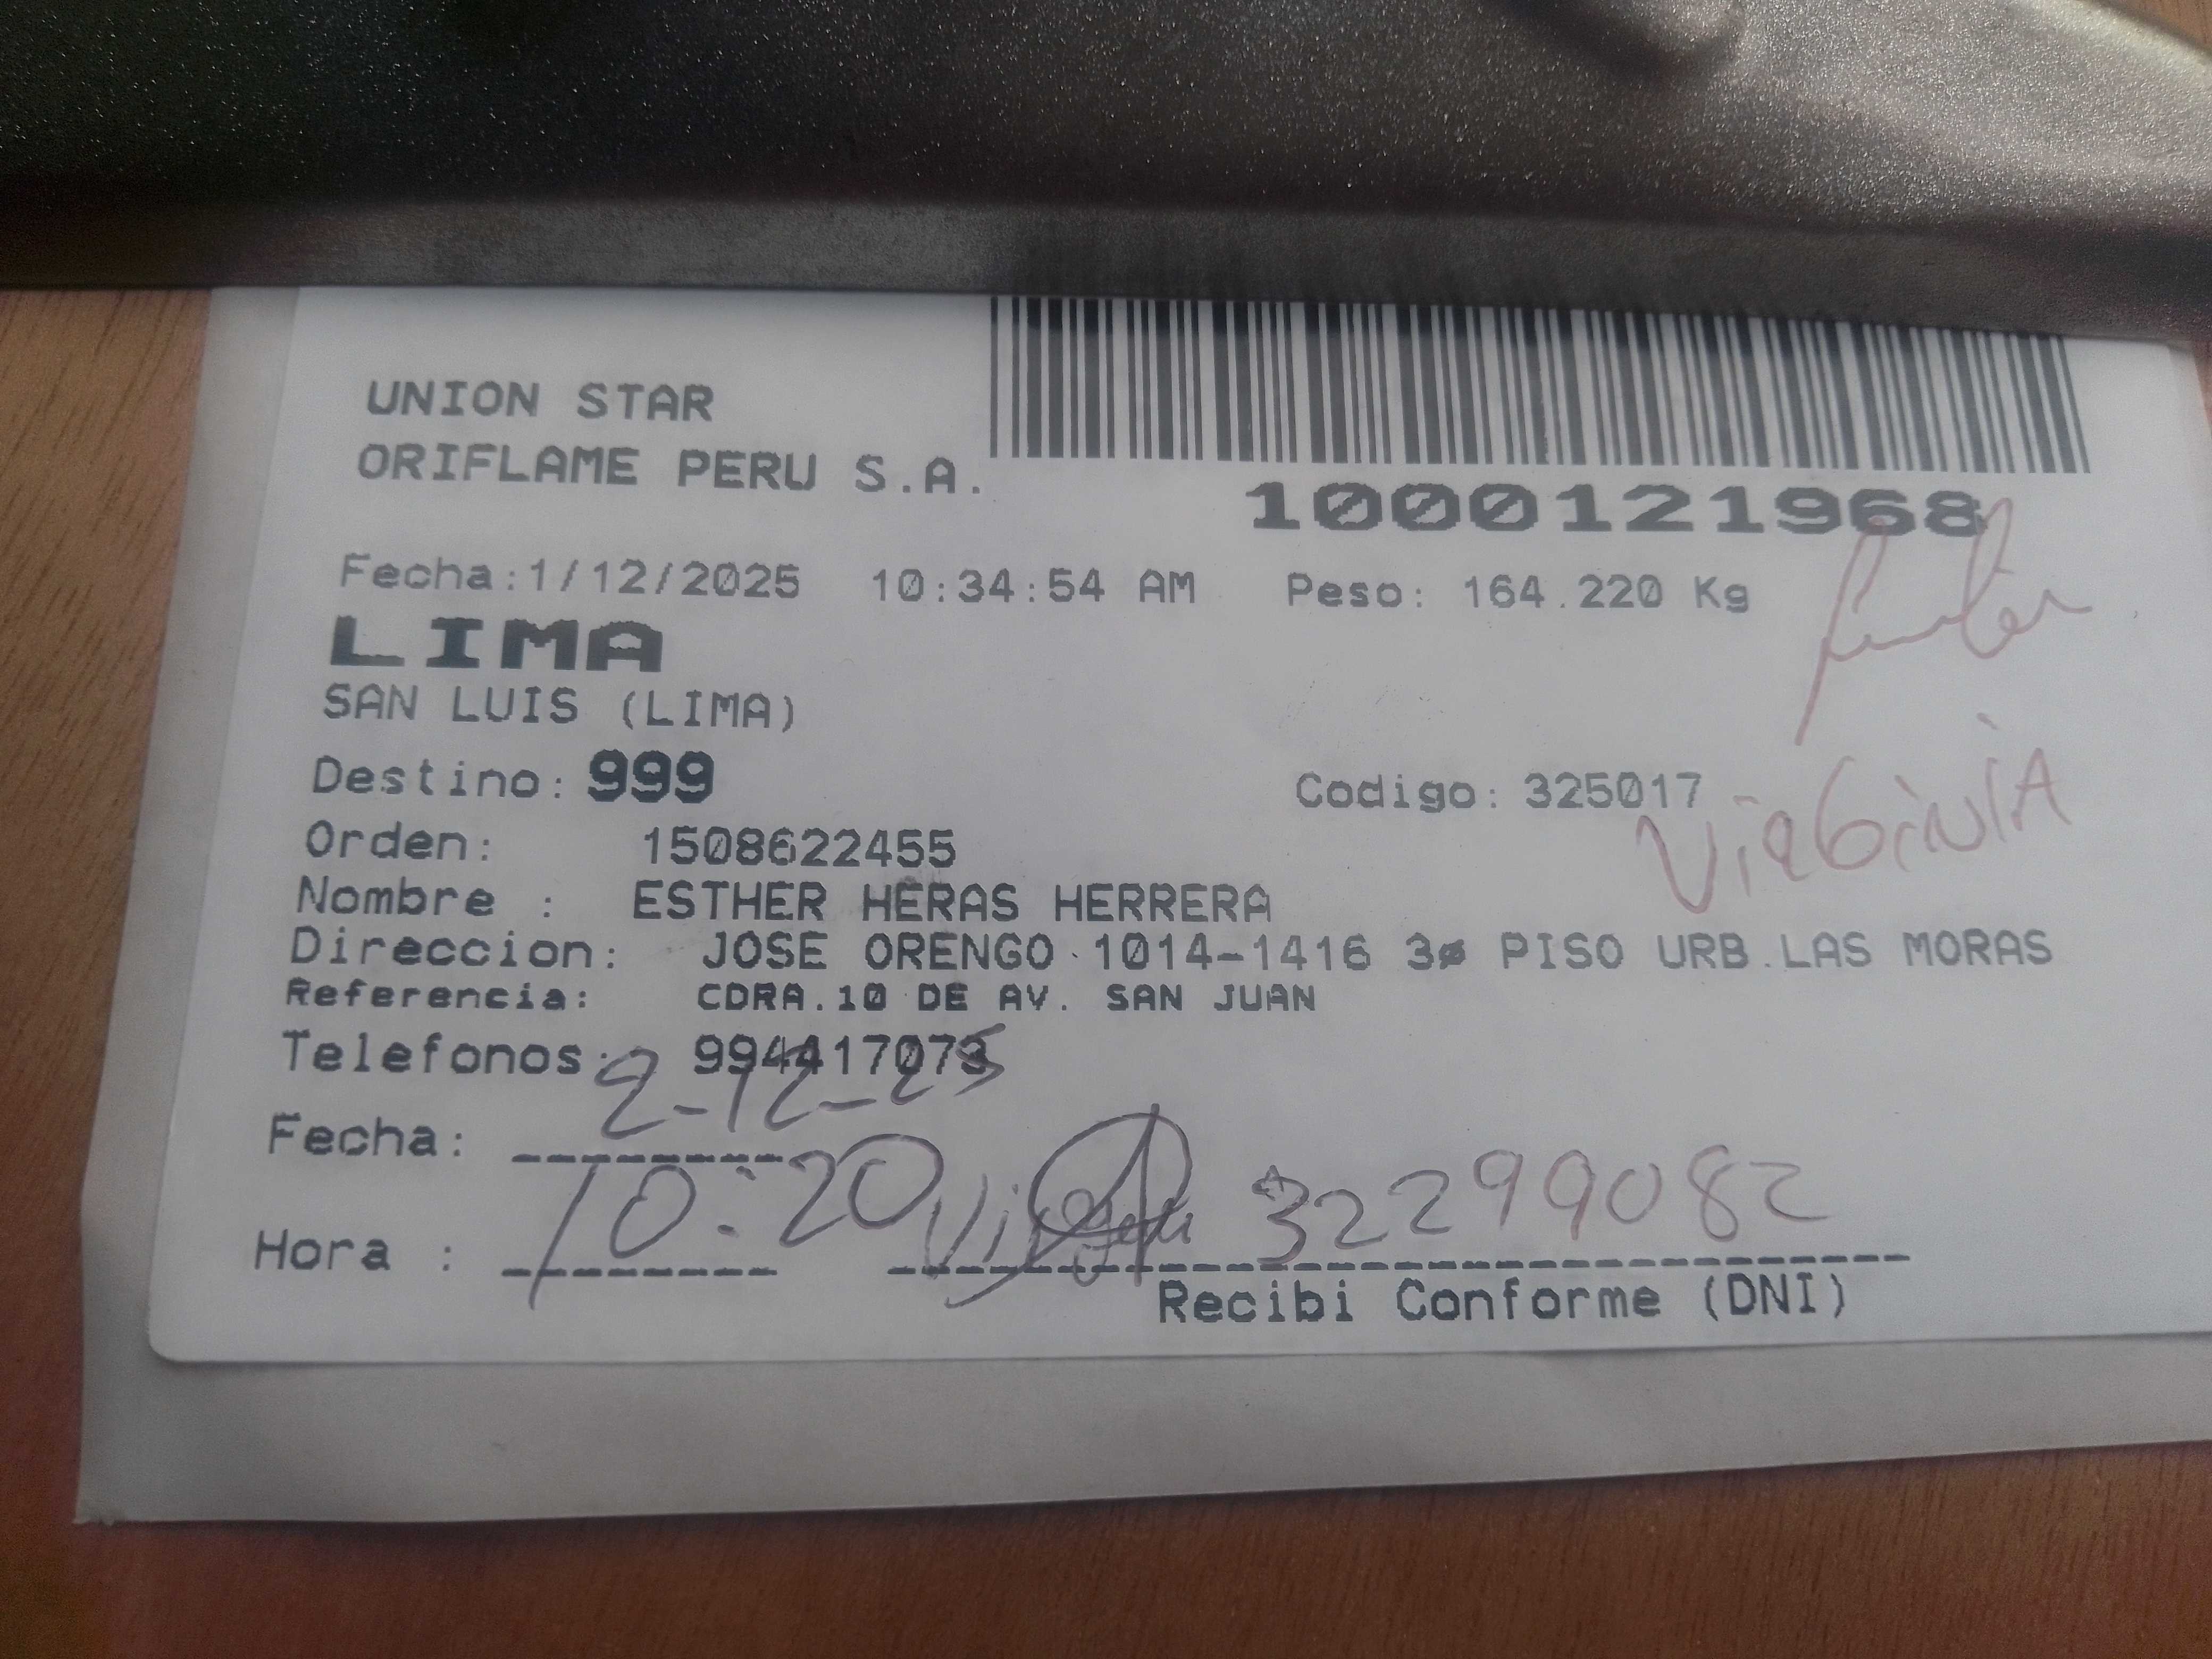 UNION STAR
ORIFLAME PERU S.A.
1000121968
Fecha:1/12/2025 10:34:54 AM Peso: 164.220 Kg
LIMA
SAN LUIS (LIMA)
Destino: 999 Codigo: 325017
ViRGiNiA
Orden: 1508622455
Nombre : ESTHER HERAS HERRERA
Direccion: JOSE ORENGO 1014-1416 3ø PISO URB.LAS MORAS
Referencia: CDRA.10 DE AV. SAN JUAN
Telefonos: 994417073
Fecha: 2-12-25
Hora : 10:20 32299082
Recibi Conforme (DNI)